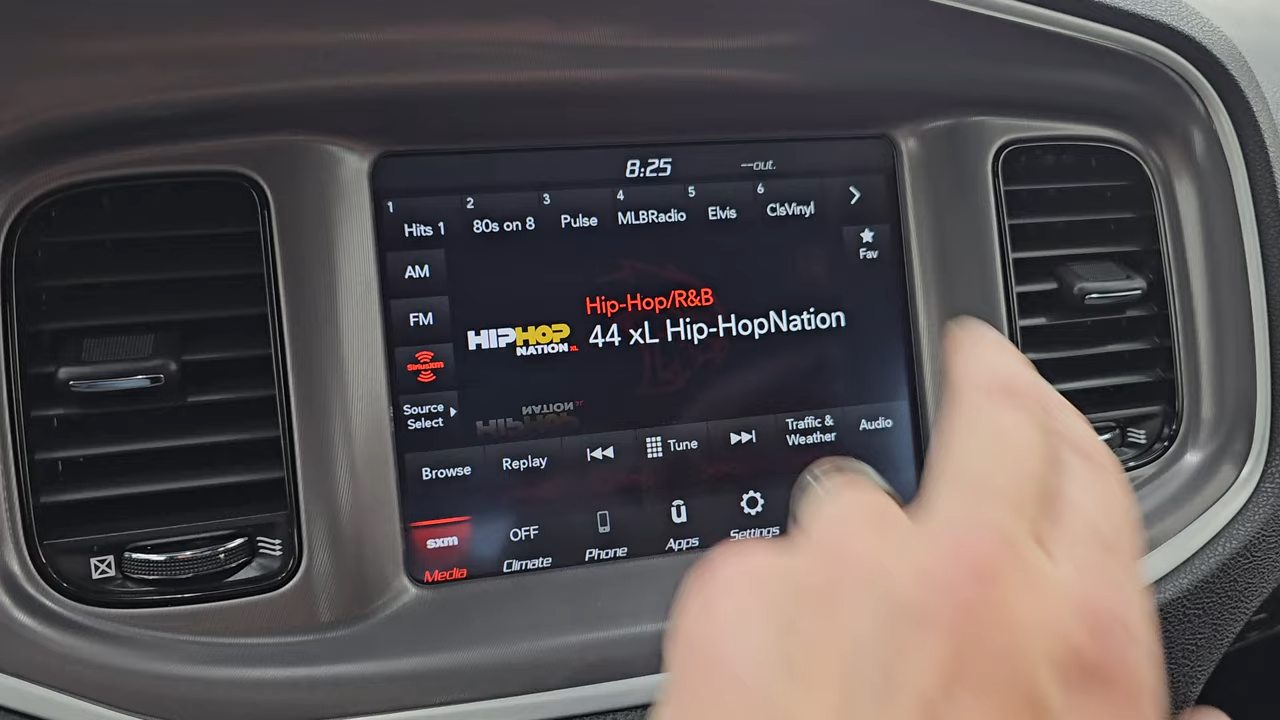 8:25 --out.
1 2 3 4 5 6
Hits 1 80s on 8 Pulse MLBRadio Elvis ClsVinyl
Fav
AM
FM
SiriusXM
Source
Select
Hip-Hop/R&B
44 xL Hip-HopNation
HIPHOP
NATION XL
Browse Replay Tune Traffic &
Weather Audio
sxm OFF
Media Climate Phone Apps Settings